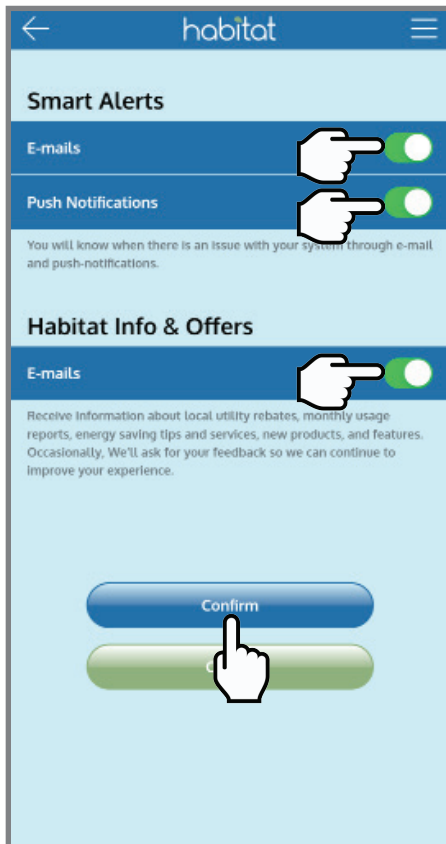 habitat
Smart Alerts
E-mails
Push Notifications
You will know when there is an issue with your system through e-mail
and push-notifications.
Habitat Info & Offers
E-mails
Receive information about local utility rebates, monthly usage
reports, energy saving tips and services, new products, and features.
Occasionally, We'll ask for your feedback so we can continue to
improve your experience.
Confirm